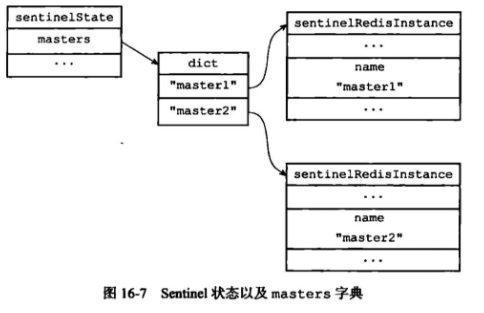 sentinelState
masters
...
dict
"master1"
"master2"
sentinelRedisInstance
...
name
"master1"
...
sentinelRedisInstance
...
name
"master2"
...
图 16-7 Sentinel 状态以及 masters 字典